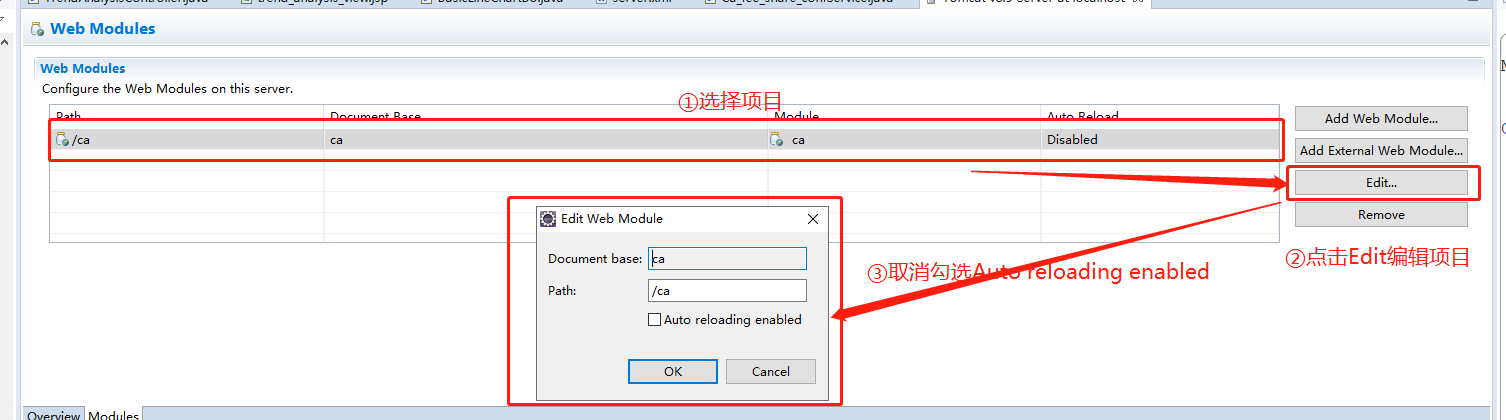 Web Modules
Web Modules
Configure the Web Modules on this server.
①选择项目
Path Document Base Module Auto Reload
/ca ca ca Disabled
Add Web Module...
Add External Web Module...
Edit...
Remove
②点击Edit编辑项目
③取消勾选Auto reloading enabled
Edit Web Module
Document base: ca
Path: /ca
Auto reloading enabled
OK Cancel
Overview Modules